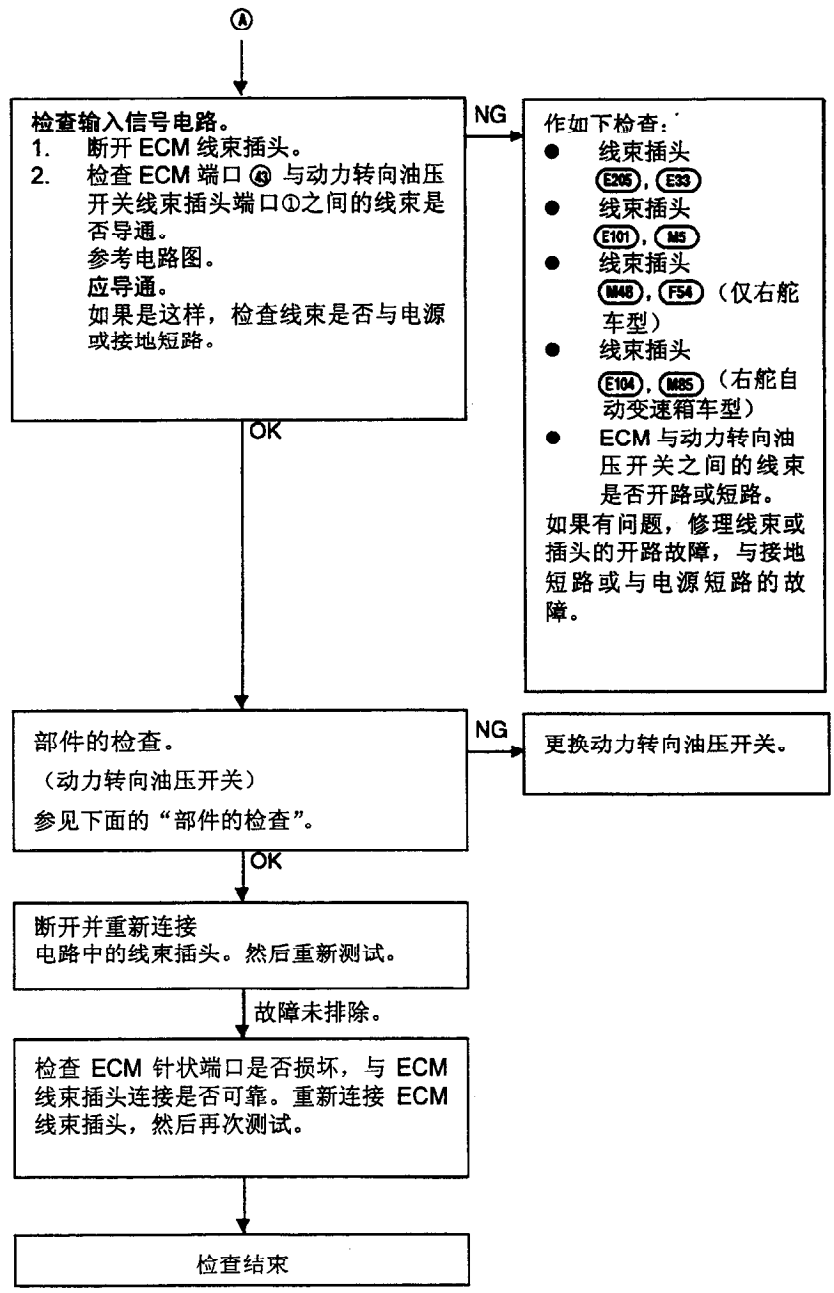 Ⓐ
检查输入信号电路。
1. 断开 ECM 线束插头。
2. 检查 ECM 端口 ㊸ 与动力转向油压
开关线束插头端口①之间的线束是
否导通。
参考电路图。
应导通。
如果是这样，检查线束是否与电源
或接地短路。
NG
作如下检查：
● 线束插头
E205, E33
● 线束插头
E101, M5
● 线束插头
M48, F54（仅右舵
车型）
● 线束插头
E104, M85（右舵自
动变速箱车型）
● ECM 与动力转向油
压开关之间的线束
是否开路或短路。
如果有问题，修理线束或
插头的开路故障，与接地
短路或与电源短路的故
障。
OK
部件的检查。
（动力转向油压开关）
参见下面的“部件的检查”。
NG
更换动力转向油压开关。
OK
断开并重新连接
电路中的线束插头。然后重新测试。
故障未排除。
检查 ECM 针状端口是否损坏，与 ECM
线束插头连接是否可靠。重新连接 ECM
线束插头，然后再次测试。
检查结束